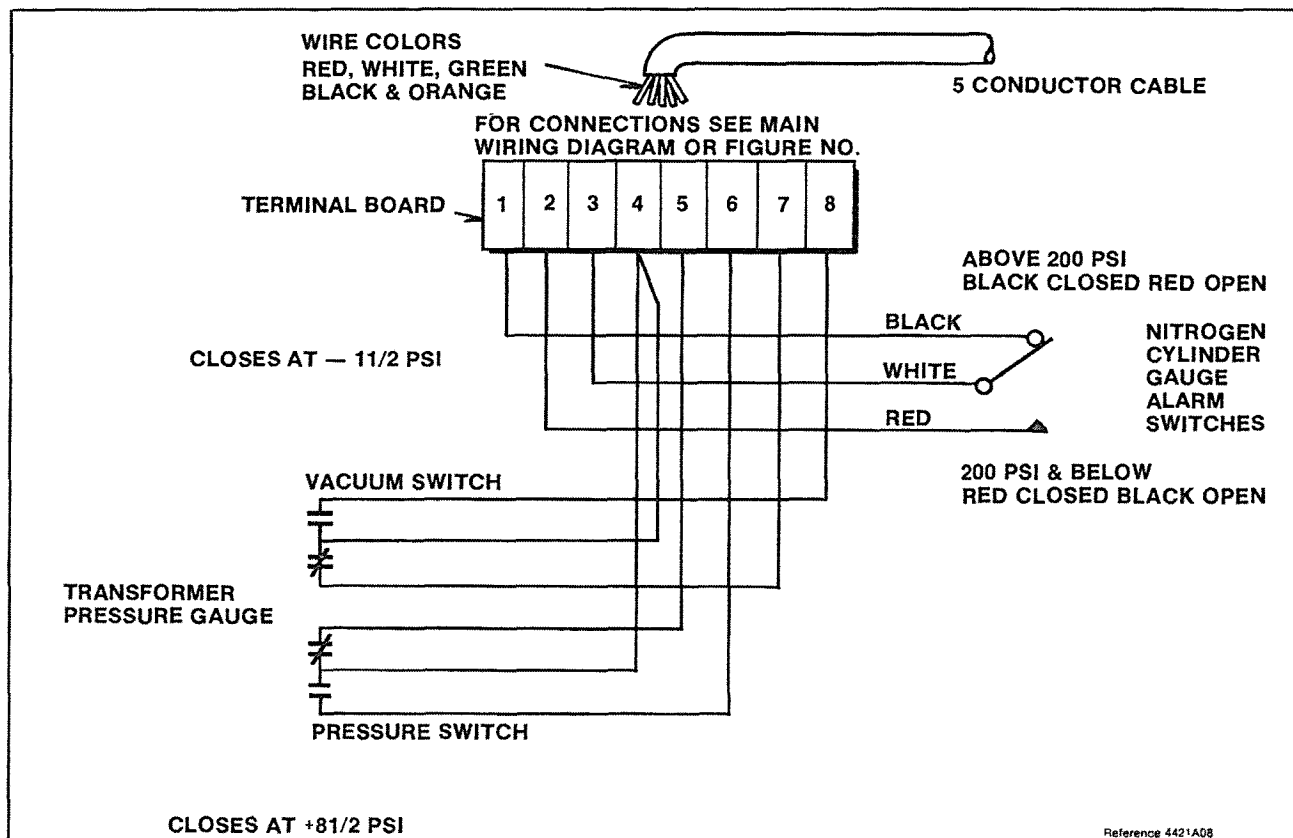 WIRE COLORS
RED, WHITE, GREEN
BLACK & ORANGE
5 CONDUCTOR CABLE
FOR CONNECTIONS SEE MAIN
WIRING DIAGRAM OR FIGURE NO.
TERMINAL BOARD
1 2 3 4 5 6 7 8
ABOVE 200 PSI
BLACK CLOSED RED OPEN
BLACK
CLOSES AT — 11/2 PSI
WHITE
RED
NITROGEN
CYLINDER
GAUGE
ALARM
SWITCHES
200 PSI & BELOW
RED CLOSED BLACK OPEN
VACUUM SWITCH
TRANSFORMER
PRESSURE GAUGE
PRESSURE SWITCH
CLOSES AT +81/2 PSI
Reference 4421A08